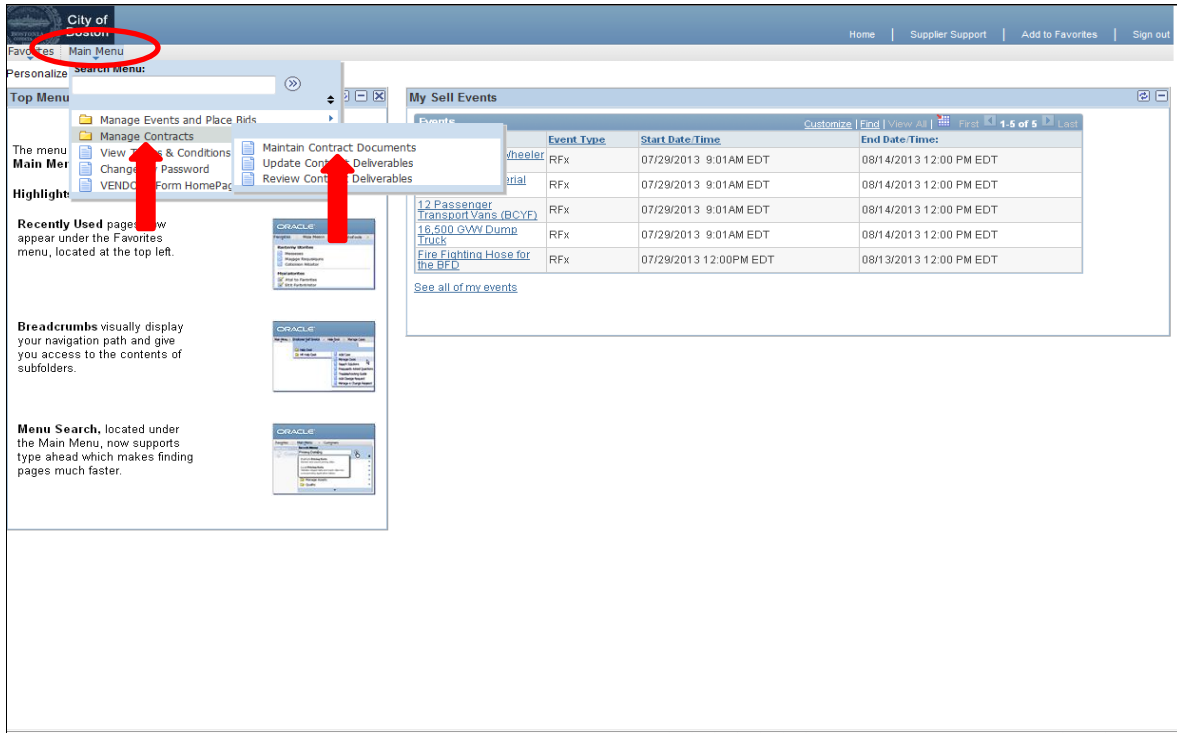 City of
Boston
Home | Supplier Support | Add to Favorites | Sign out
Favorites Main Menu
Personalize
Search Menu:
Top Menu
Manage Events and Place Bids
Manage Contracts
View Terms & Conditions
Change My Password
VENDOR Form HomePag
Maintain Contract Documents
Update Contract Deliverables
Review Contract Deliverables
The menu
Main Men
Highlights
Recently Used pages now
appear under the Favorites
menu, located at the top left.
Breadcrumbs visually display
your navigation path and give
you access to the contents of
subfolders.
Menu Search, located under
the Main Menu, now supports
type ahead which makes finding
pages much faster.
ORACLE
ORACLE
ORACLE
My Sell Events
Events
Customize | Find | View All | First 1-5 of 5 Last
Event Type Start Date/Time End Date/Time:
Wheeler RFx 07/29/2013 9:01AM EDT 08/14/2013 12:00 PM EDT
erial RFx 07/29/2013 9:01AM EDT 08/14/2013 12:00 PM EDT
12 Passenger
Transport Vans (BCYF) RFx 07/29/2013 9:01AM EDT 08/14/2013 12:00 PM EDT
16,500 GVW Dump
Truck RFx 07/29/2013 9:01AM EDT 08/14/2013 12:00 PM EDT
Fire Fighting Hose for
the BFD RFx 07/29/2013 12:00PM EDT 08/13/2013 12:00 PM EDT
See all of my events